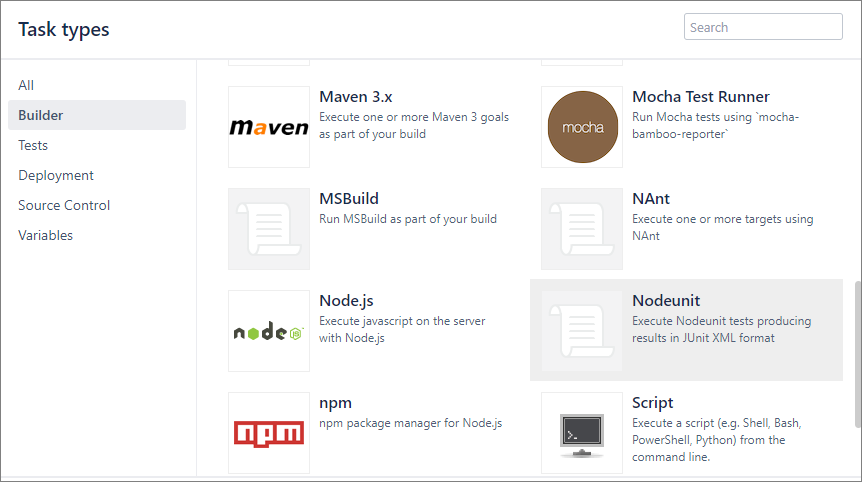 Task types
Search
All
Builder
Tests
Deployment
Source Control
Variables
maven
Maven 3.x
Execute one or more Maven 3 goals
as part of your build
mocha
Mocha Test Runner
Run Mocha tests using `mocha-
bamboo-reporter`
MSBuild
Run MSBuild as part of your build
NAnt
Execute one or more targets using
NAnt
node JS
Node.js
Execute javascript on the server
with Node.js
Nodeunit
Execute Nodeunit tests producing
results in JUnit XML format
npm
npm
npm package manager for Node.js
>_
Script
Execute a script (e.g. Shell, Bash,
PowerShell, Python) from the
command line.